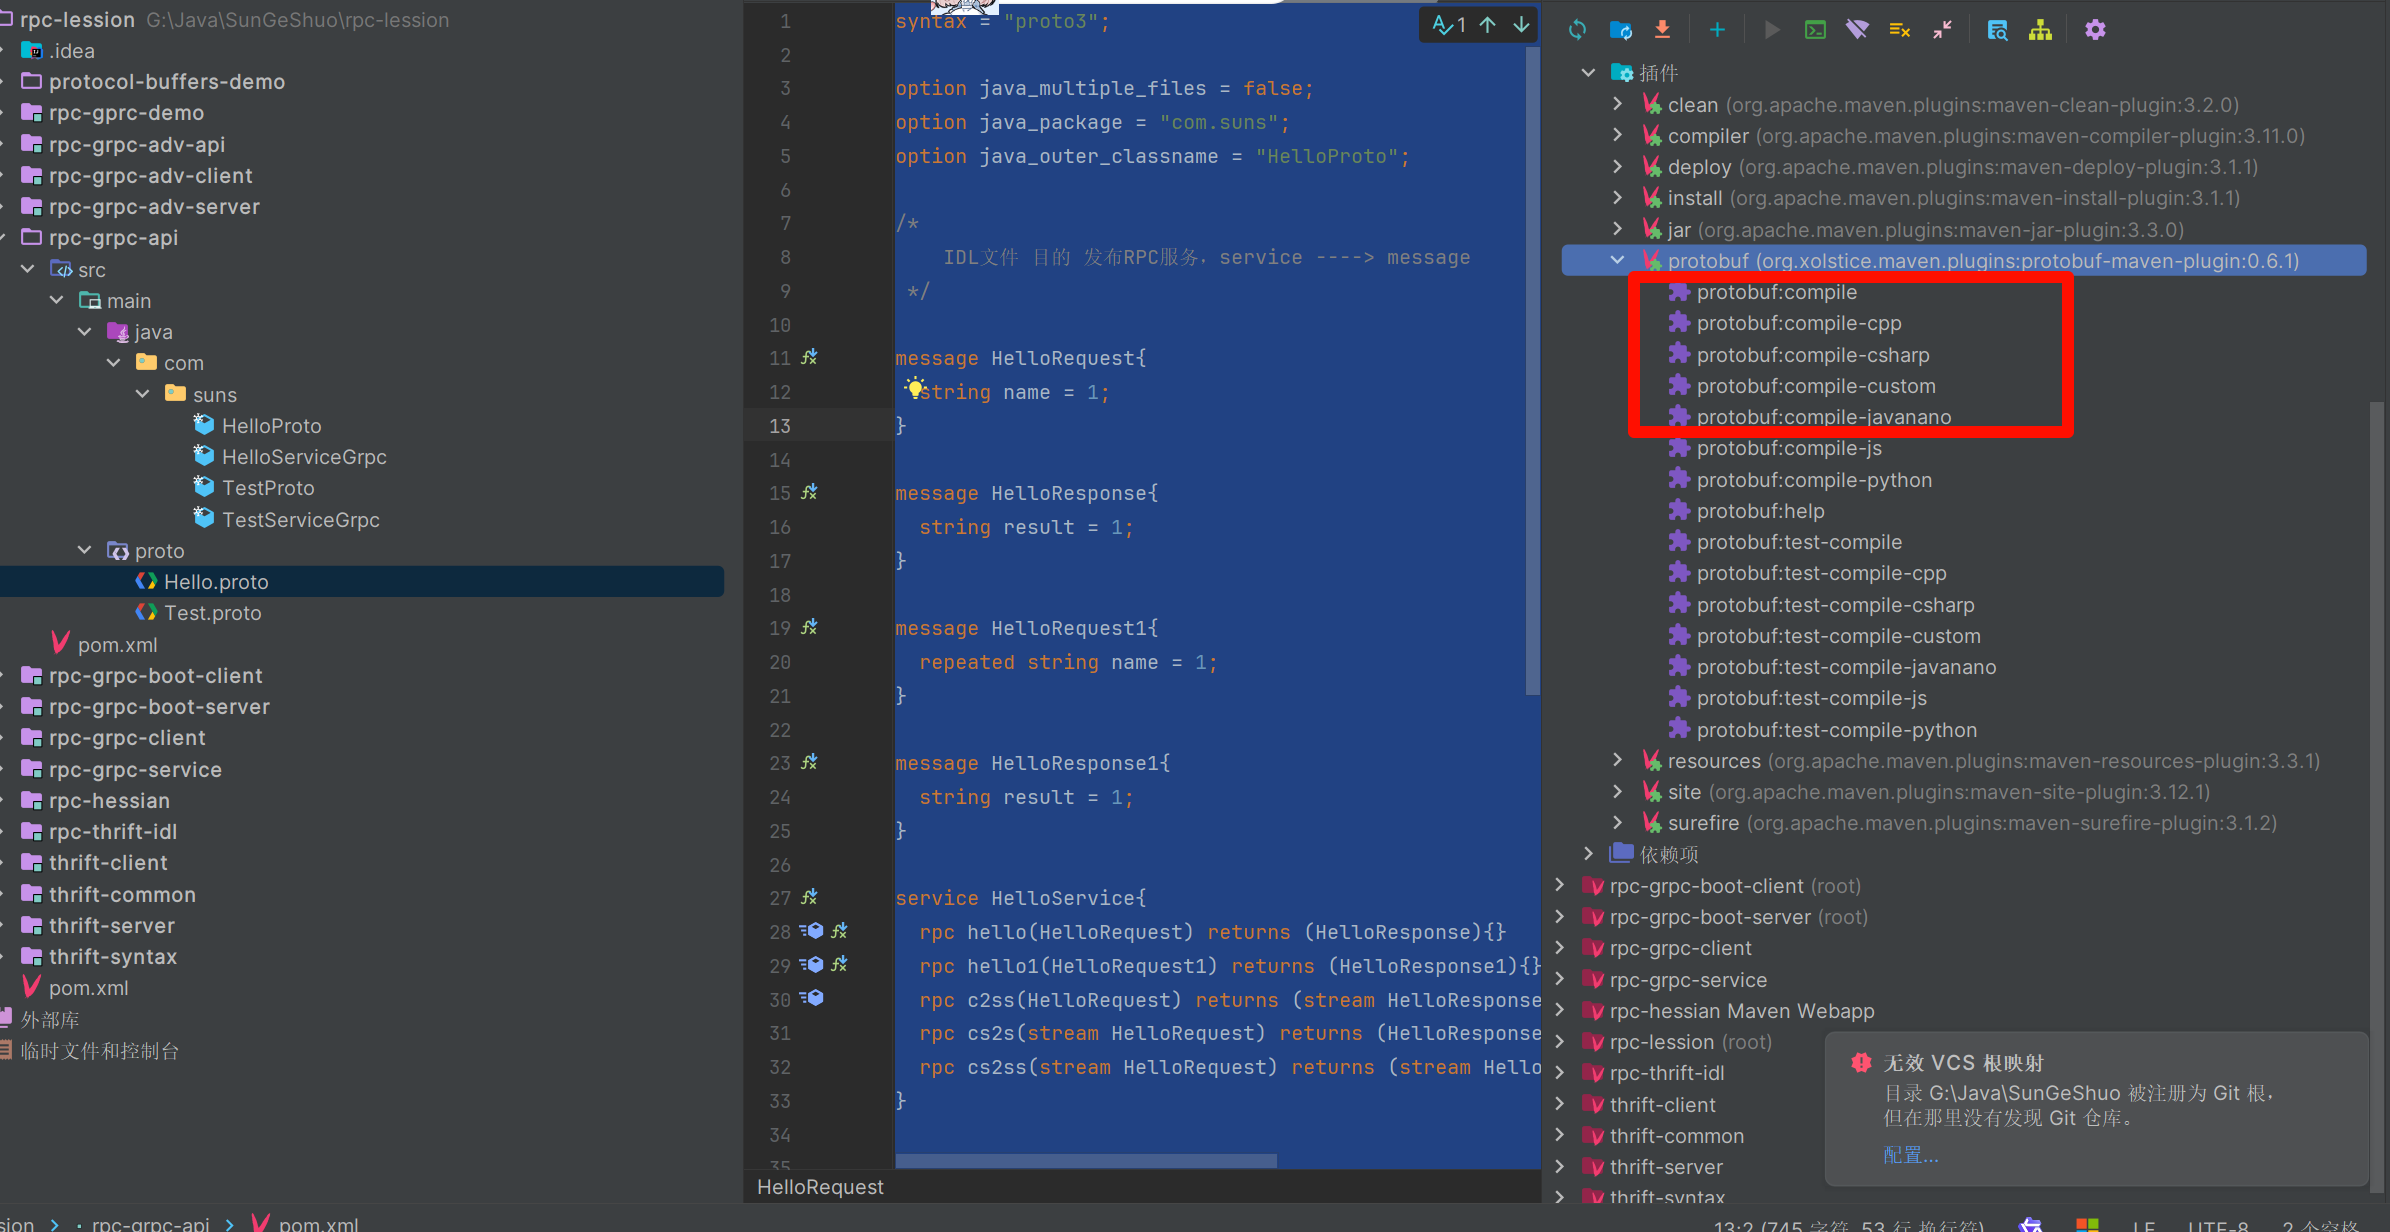 rpc-lession G:\Java\SunGeShuo\rpc-lession
.idea
protocol-buffers-demo
rpc-gprc-demo
rpc-grpc-adv-api
rpc-grpc-adv-client
rpc-grpc-adv-server
rpc-grpc-api
src
main
java
com
suns
HelloProto
HelloServiceGrpc
TestProto
TestServiceGrpc
proto
Hello.proto
Test.proto
pom.xml
rpc-grpc-boot-client
rpc-grpc-boot-server
rpc-grpc-client
rpc-grpc-service
rpc-hessian
rpc-thrift-idl
thrift-client
thrift-common
thrift-server
thrift-syntax
pom.xml
外部库
临时文件和控制台
1 syntax = "proto3";
2
3 option java_multiple_files = false;
4 option java_package = "com.suns";
5 option java_outer_classname = "HelloProto";
6
7 /*
8 IDL文件 目的 发布RPC服务，service ----> message
9 */
10
11 message HelloRequest{
12 string name = 1;
13 }
14
15 message HelloResponse{
16 string result = 1;
17 }
18
19 message HelloRequest1{
20 repeated string name = 1;
21 }
22
23 message HelloResponse1{
24 string result = 1;
25 }
26
27 service HelloService{
28 rpc hello(HelloRequest) returns (HelloResponse){}
29 rpc hello1(HelloRequest1) returns (HelloResponse1){}
30 rpc c2ss(HelloRequest) returns (stream HelloResponse
31 rpc cs2s(stream HelloRequest) returns (HelloResponse
32 rpc cs2ss(stream HelloRequest) returns (stream Hello
33 }
34
35
1
HelloRequest
插件
clean (org.apache.maven.plugins:maven-clean-plugin:3.2.0)
compiler (org.apache.maven.plugins:maven-compiler-plugin:3.11.0)
deploy (org.apache.maven.plugins:maven-deploy-plugin:3.1.1)
install (org.apache.maven.plugins:maven-install-plugin:3.1.1)
jar (org.apache.maven.plugins:maven-jar-plugin:3.3.0)
protobuf (org.xolstice.maven.plugins:protobuf-maven-plugin:0.6.1)
protobuf:compile
protobuf:compile-cpp
protobuf:compile-csharp
protobuf:compile-custom
protobuf:compile-javanano
protobuf:compile-js
protobuf:compile-python
protobuf:help
protobuf:test-compile
protobuf:test-compile-cpp
protobuf:test-compile-csharp
protobuf:test-compile-custom
protobuf:test-compile-javanano
protobuf:test-compile-js
protobuf:test-compile-python
resources (org.apache.maven.plugins:maven-resources-plugin:3.3.1)
site (org.apache.maven.plugins:maven-site-plugin:3.12.1)
surefire (org.apache.maven.plugins:maven-surefire-plugin:3.1.2)
依赖项
rpc-grpc-boot-client (root)
rpc-grpc-boot-server (root)
rpc-grpc-client
rpc-grpc-service
rpc-hessian Maven Webapp
rpc-lession (root)
rpc-thrift-idl
thrift-client
thrift-common
thrift-server
thrift-syntax
无效 VCS 根映射
目录 G:\Java\SunGeShuo 被注册为 Git 根，
但在那里没有发现 Git 仓库。
配置...
sion > rpc-grpc-api > pom.xml
13:2 (745 字符, 53 行 换行符) LF UTF-8 2 个空格